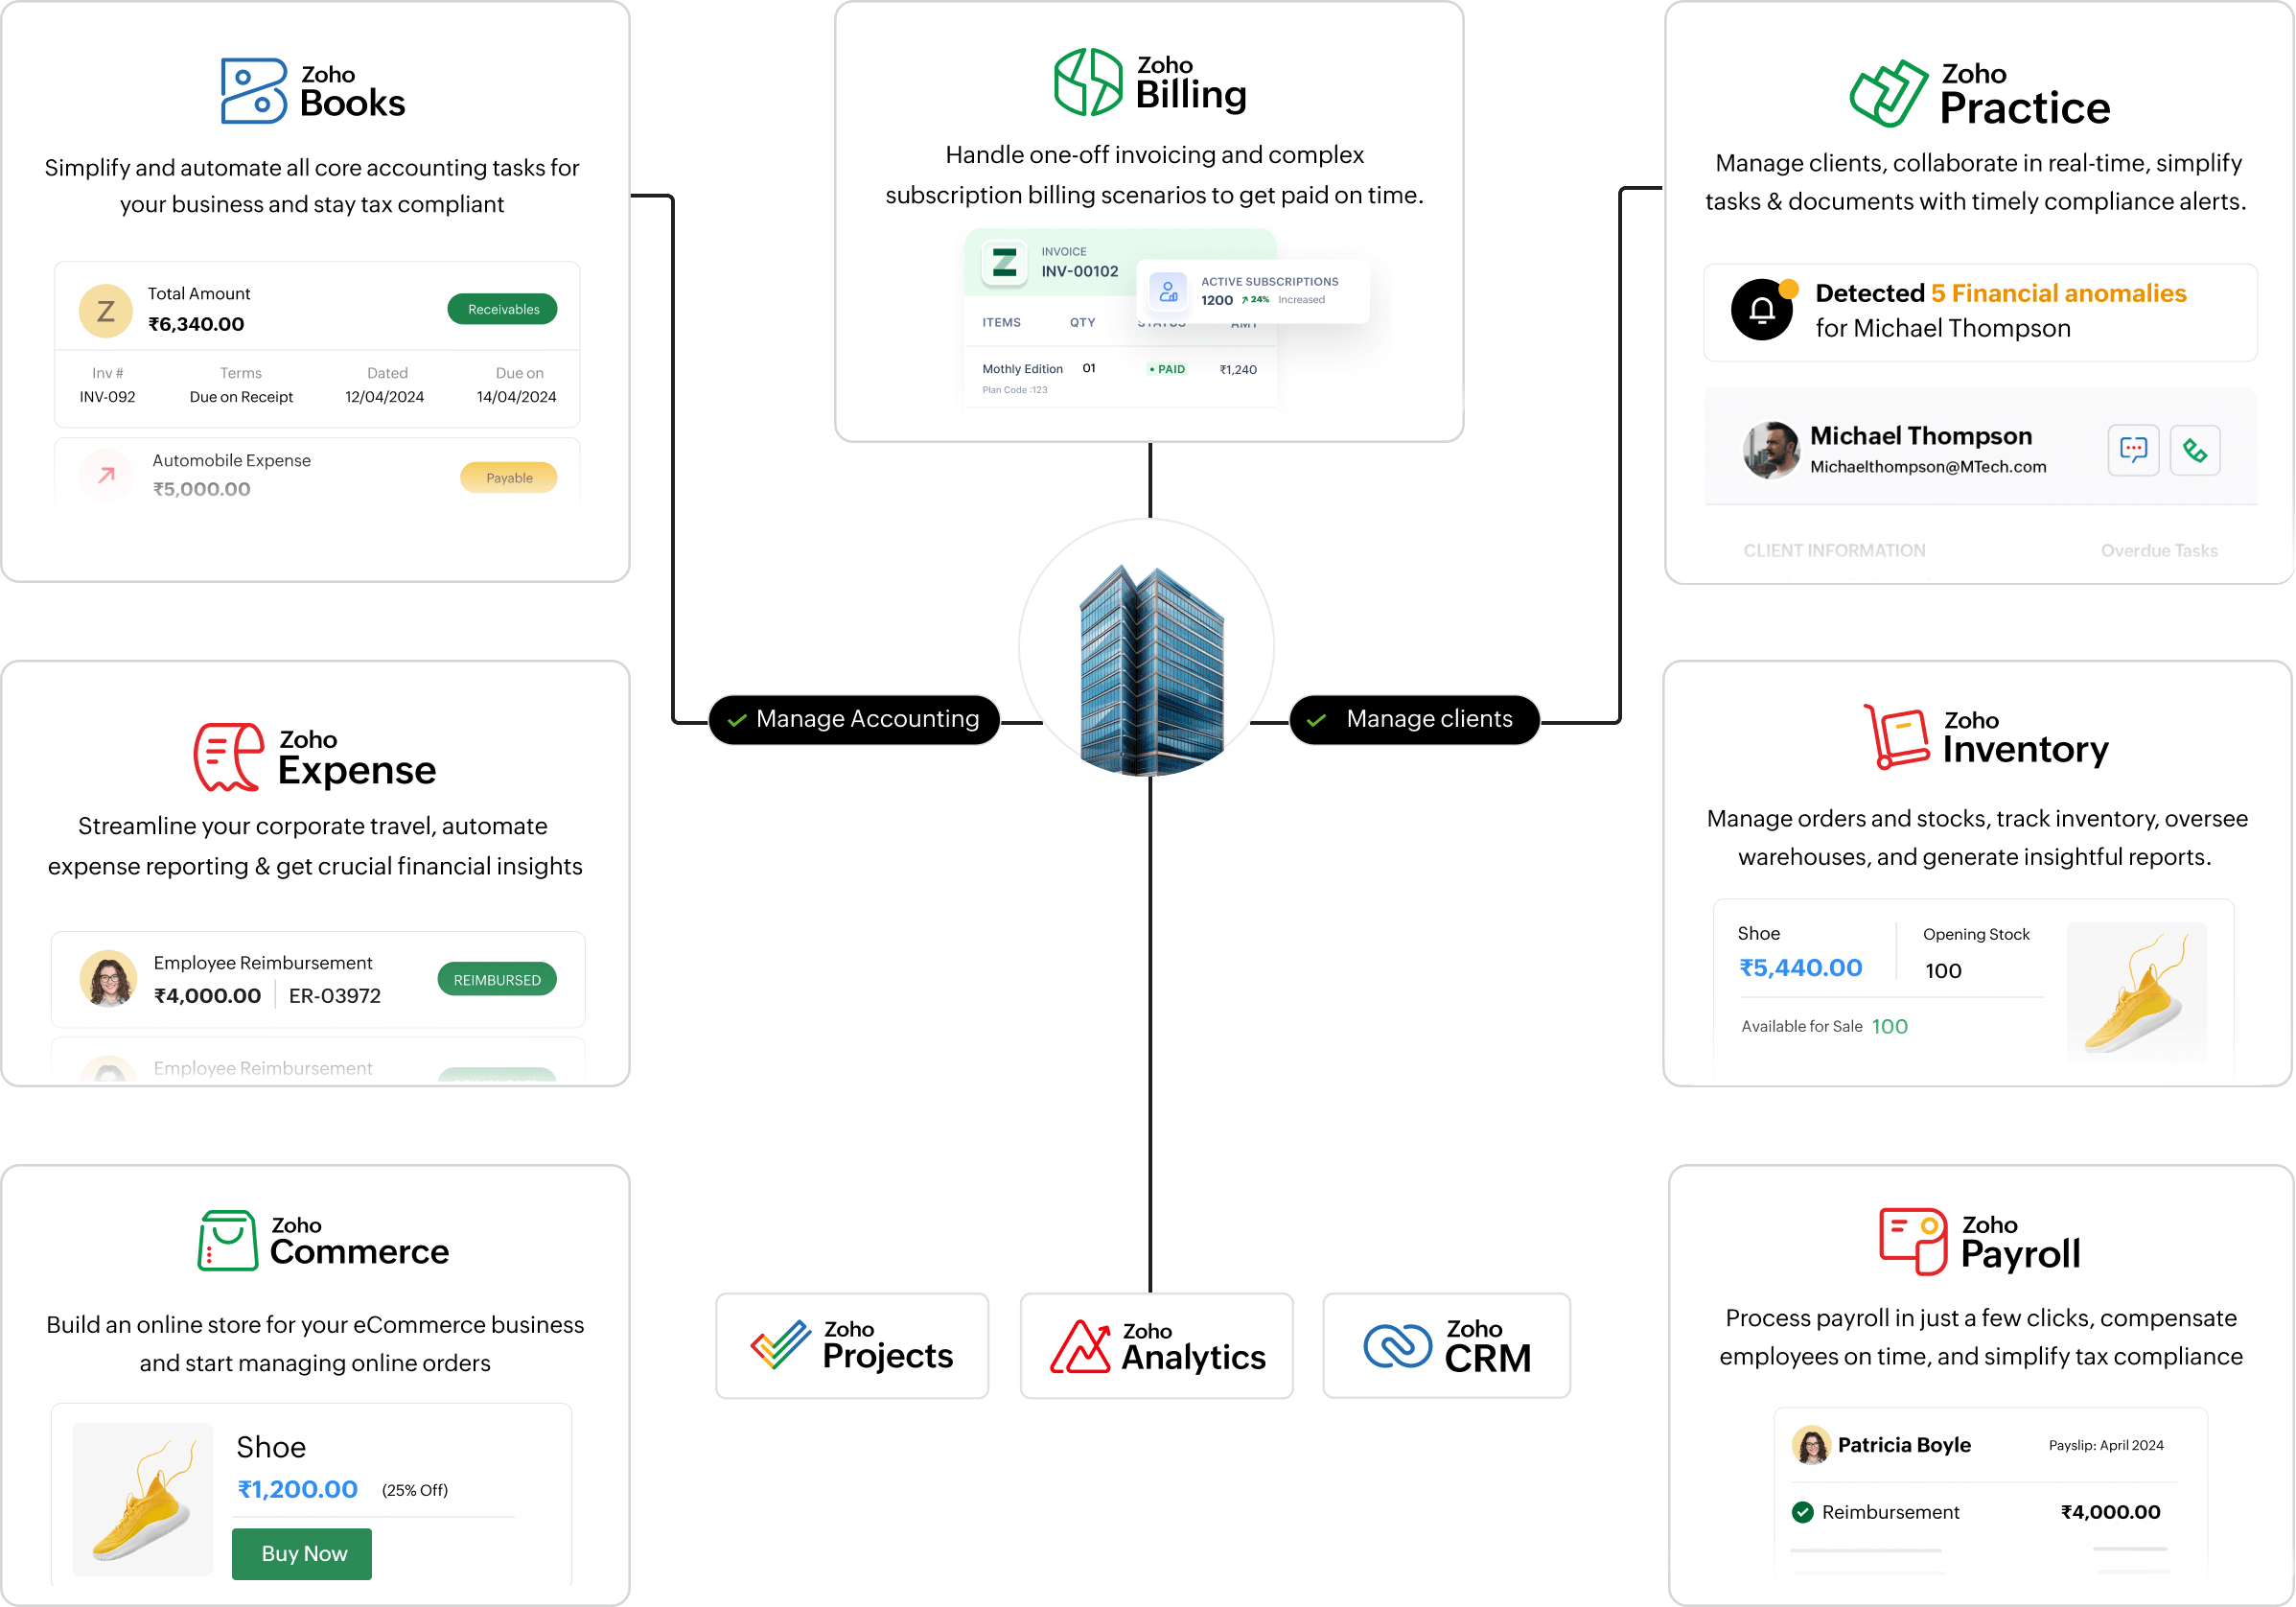 Zoho
Books
Simplify and automate all core accounting tasks for
your business and stay tax compliant
Z
Total Amount
₹6,340.00
Receivables
Inv #
Terms
Dated
Due on
INV-092
Due on Receipt
12/04/2024
14/04/2024
Automobile Expense
₹5,000.00
Payable
Zoho
Billing
Handle one-off invoicing and complex
subscription billing scenarios to get paid on time.
INVOICE
INV-00102
ACTIVE SUBSCRIPTIONS
1200 24% Increased
ITEMS
QTY
STATUS
AMT
Mothly Edition
01
• PAID
₹1,240
Plan Code :123
Zoho
Practice
Manage clients, collaborate in real-time, simplify
tasks & documents with timely compliance alerts.
Detected 5 Financial anomalies
for Michael Thompson
Michael Thompson
Michaelthompson@MTech.com
CLIENT INFORMATION
Overdue Tasks
Manage Accounting
Manage clients
Zoho
Expense
Streamline your corporate travel, automate
expense reporting & get crucial financial insights
Employee Reimbursement
₹4,000.00 ER-03972
REIMBURSED
Employee Reimbursement
Zoho
Inventory
Manage orders and stocks, track inventory, oversee
warehouses, and generate insightful reports.
Shoe
₹5,440.00
Opening Stock
100
Available for Sale 100
Zoho
Commerce
Build an online store for your eCommerce business
and start managing online orders
Shoe
₹1,200.00 (25% Off)
Buy Now
Zoho
Projects
Zoho
Analytics
Zoho
CRM
Zoho
Payroll
Process payroll in just a few clicks, compensate
employees on time, and simplify tax compliance
Patricia Boyle
Payslip: April 2024
Reimbursement
₹4,000.00